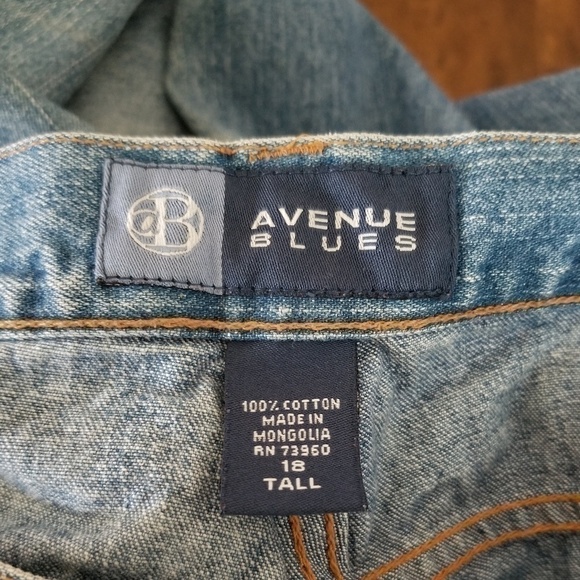 aB
AVENUE
BLUES
100% COTTON
MADE IN
MONGOLIA
RN 73960
18
TALL